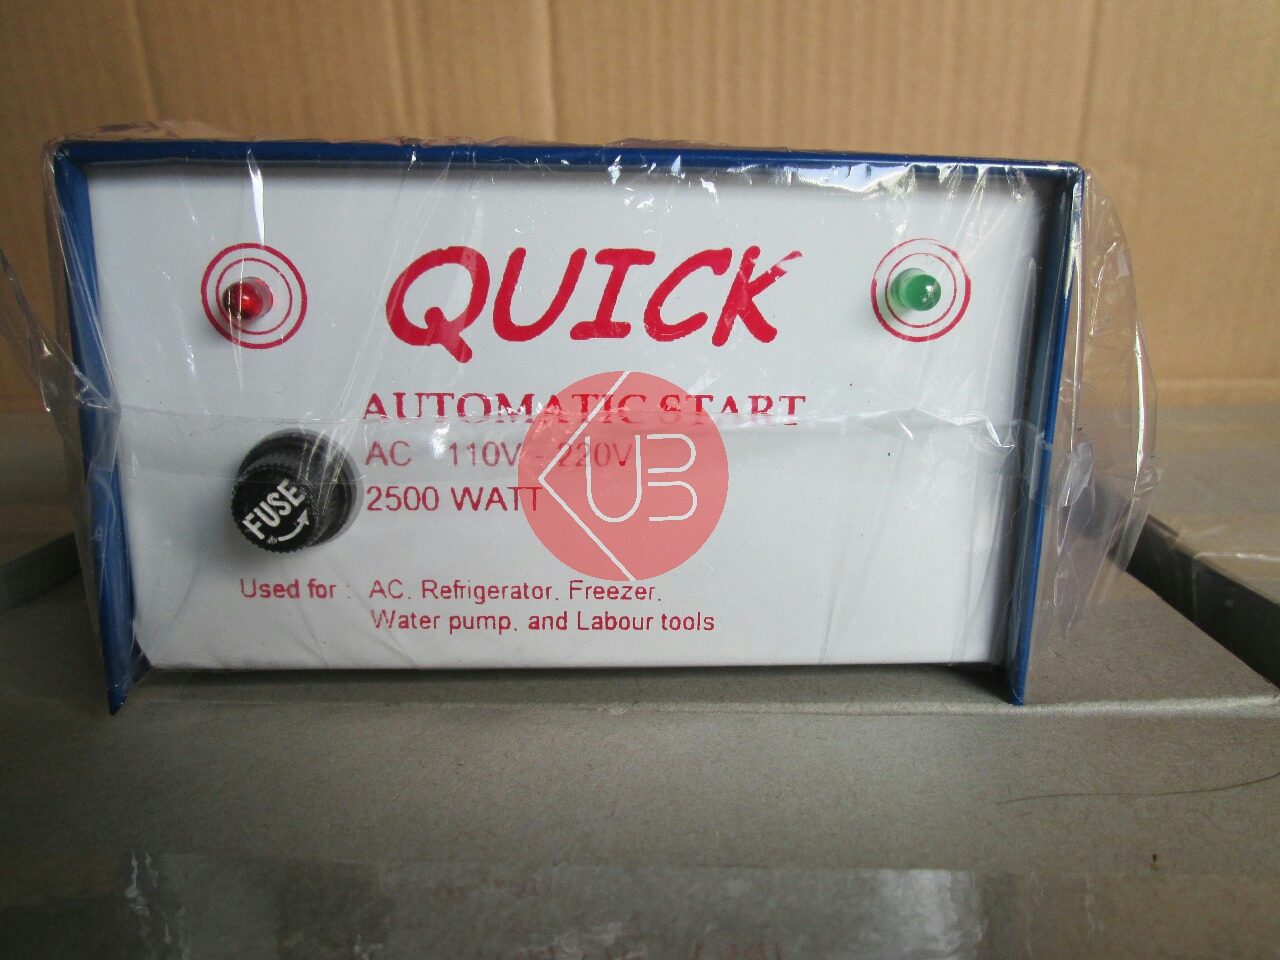 QUICK
AUTOMATIC START
AC 110V - 220V
2500 WATT
FUSE
Used for : AC, Refrigerator, Freezer,
Water pump, and Labour tools
UB